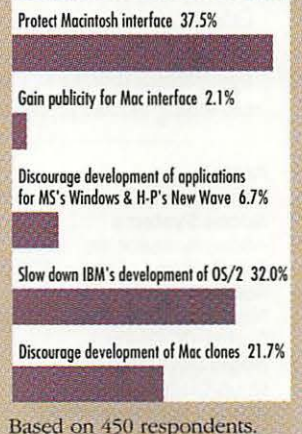 Protect Macintosh interface 37.5%
Gain publicity for Mac interface 2.1%
Discourage development of applications
for MS's Windows & H-P's New Wave 6.7%
Slow down IBM's development of OS/2 32.0%
Discourage development of Mac clones 21.7%
Based on 450 respondents.